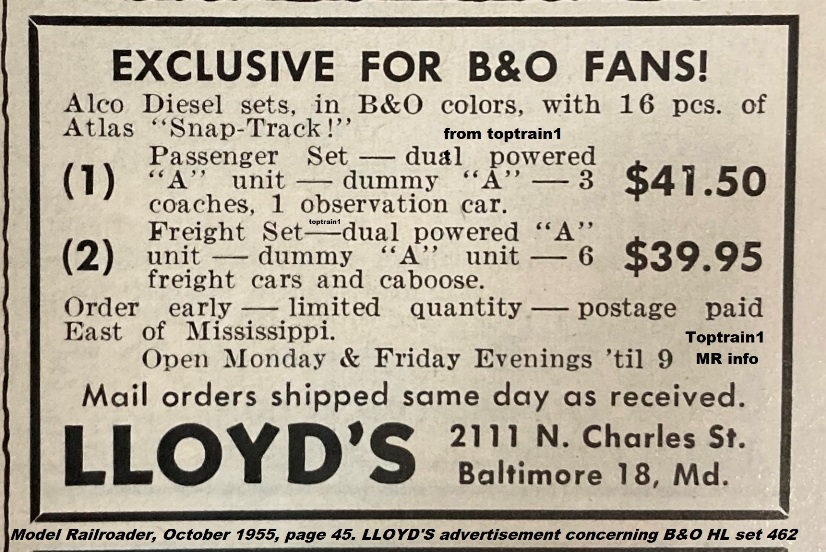 EXCLUSIVE FOR B&O FANS!
Alco Diesel sets, in B&O colors, with 16 pcs. of
Atlas "Snap-Track!"
from toptrain1
(1) Passenger Set — dual powered
"A" unit — dummy "A" — 3
coaches, 1 observation car.
$41.50
toptrain1
(2) Freight Set—dual powered "A"
unit — dummy "A" unit — 6
freight cars and caboose.
$39.95
Order early — limited quantity — postage paid
East of Mississippi.
Toptrain1
MR info
Open Monday & Friday Evenings 'til 9
Mail orders shipped same day as received.
LLOYD'S
2111 N. Charles St.
Baltimore 18, Md.
Model Railroader, October 1955, page 45. LLOYD'S advertisement concerning B&O HL set 462